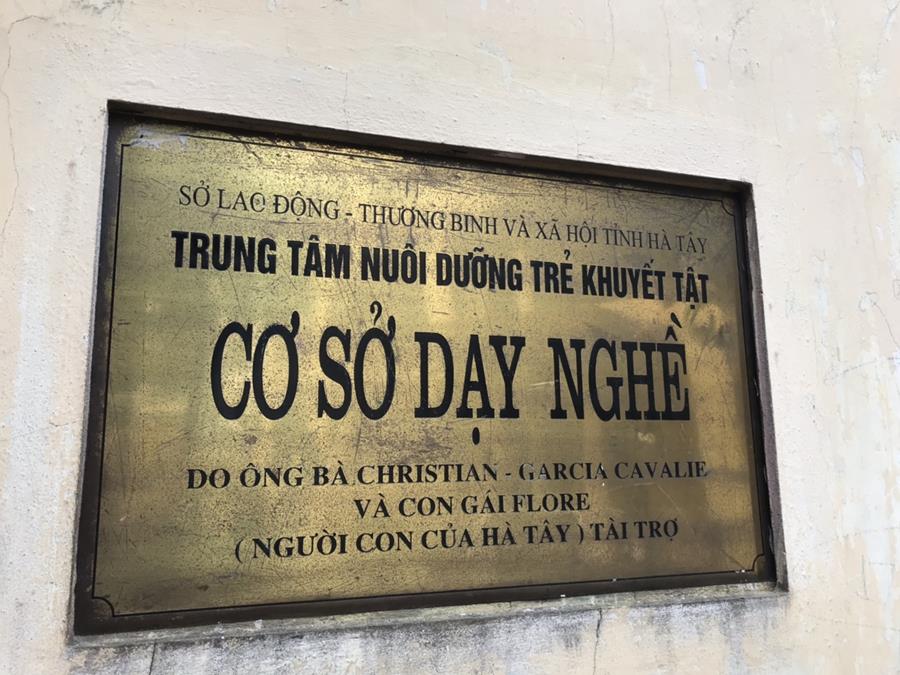 SỞ LAO ĐỘNG - THƯƠNG BINH VÀ XÃ HỘI TỈNH HÀ TÂY
TRUNG TÂM NUÔI DƯỠNG TRẺ KHUYẾT TẬT
CƠ SỞ DẠY NGHỀ
DO ÔNG BÀ CHRISTIAN - GARCIA CAVALIE
VÀ CON GÁI FLORE
( NGƯỜI CON CỦA HÀ TÂY ) TÀI TRỢ